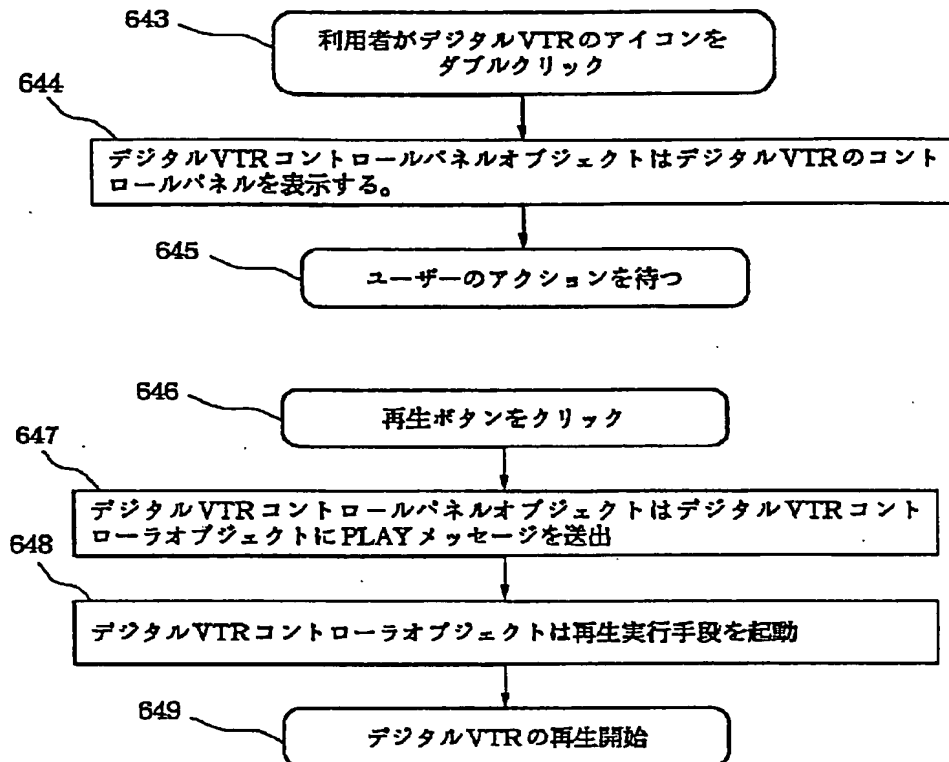 643
利用者がデジタルVTRのアイコンを
ダブルクリック
644
デジタルVTRコントロールパネルオブジェクトはデジタルVTRのコント
ロールパネルを表示する。
645
ユーザーのアクションを待つ
646
再生ボタンをクリック
647
デジタルVTRコントロールパネルオブジェクトはデジタルVTRコント
ローラオブジェクトにPLAYメッセージを送出
648
デジタルVTRコントローラオブジェクトは再生実行手段を起動
649
デジタルVTRの再生開始